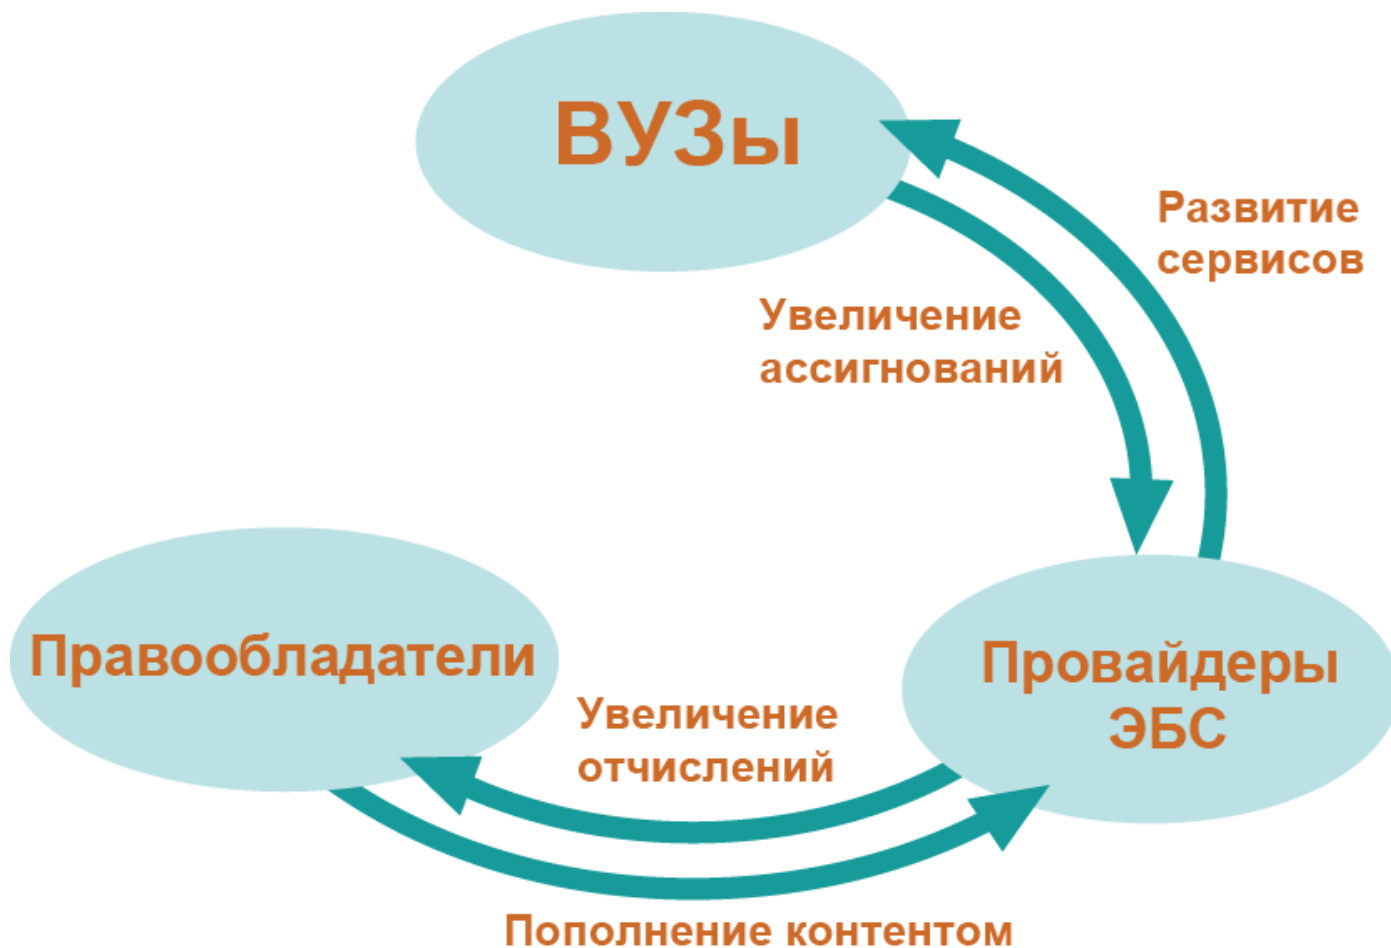 ВУЗы
Развитие
сервисов
Увеличение
ассигнований
Правообладатели
Провайдеры
ЭБС
Увеличение
отчислений
Пополнение контентом